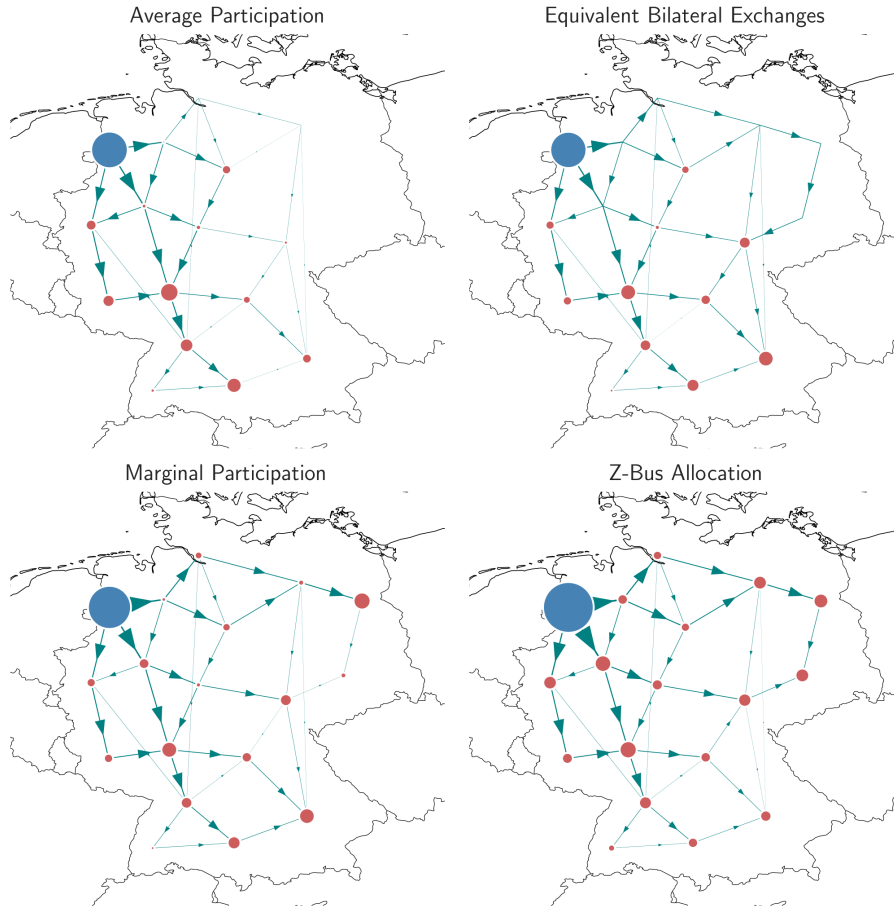 Average Participation
Equivalent Bilateral Exchanges
Marginal Participation
Z-Bus Allocation